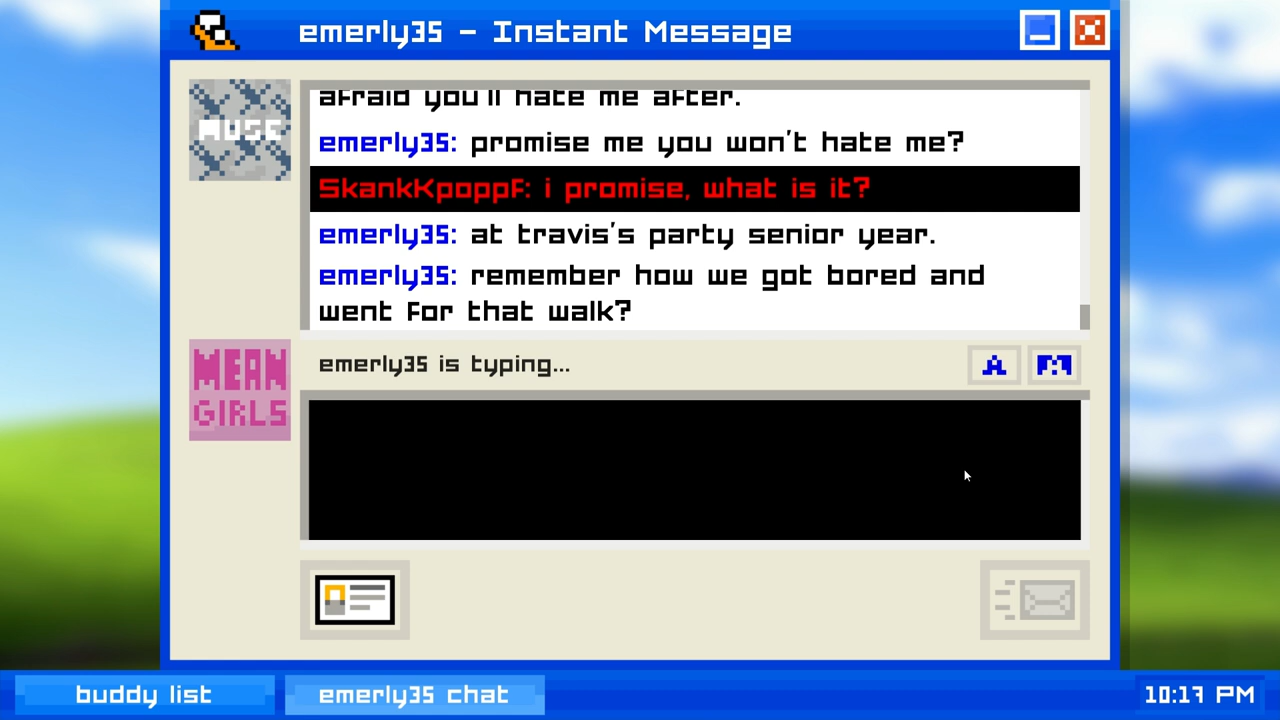 emerly35 - Instant Message
afraid you'll hate me after.
MUSE
emerly35: promise me you won't hate me?
SkankKpoppF: i promise, what is it?
emerly35: at travis's party senior year.
emerly35: remember how we got bored and
went for that walk?
MEAN
GIRLS
emerly35 is typing...
A
buddy list
emerly35 chat
10:17 PM